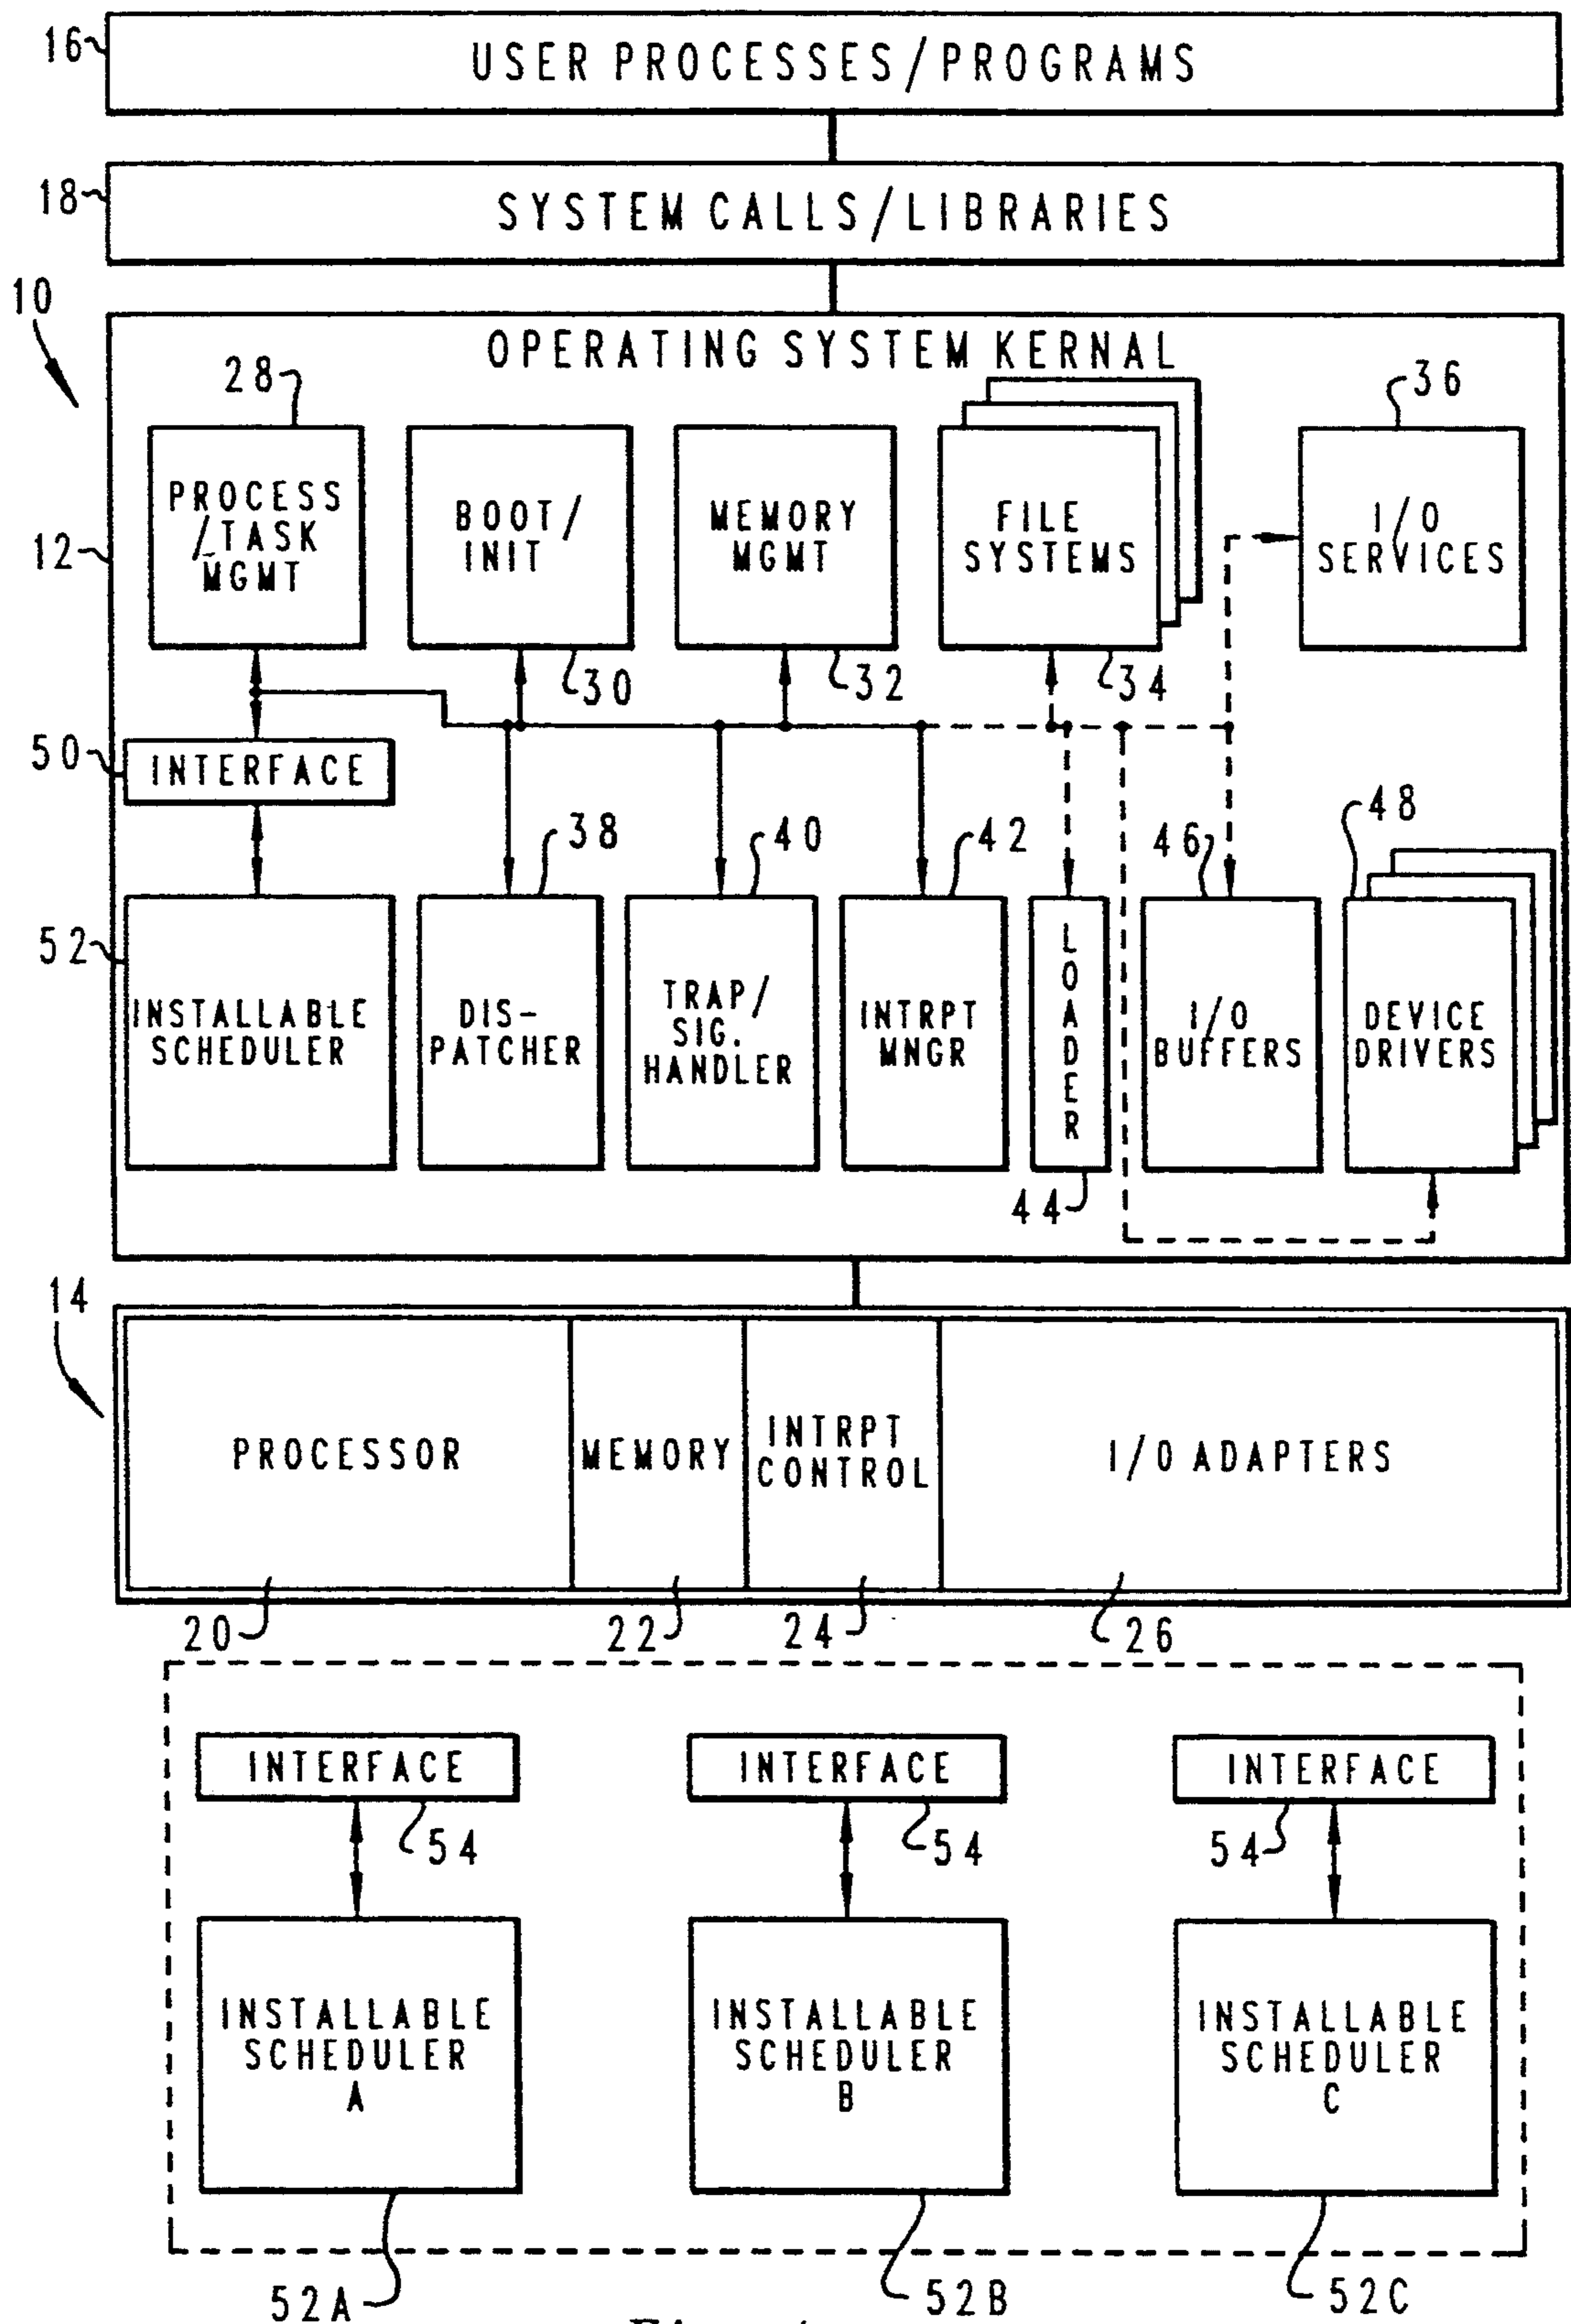 16
USER PROCESSES/PROGRAMS
18
SYSTEM CALLS/LIBRARIES
10
OPERATING SYSTEM KERNAL
28
36
12
PROCESS
/TASK
MGMT
BOOT/
INIT
MEMORY
MGMT
FILE
SYSTEMS
I/O
SERVICES
30
32
34
50
INTERFACE
38
40
42
46
48
52
INSTALLABLE
SCHEDULER
DIS-
PATCHER
TRAP/
SIG.
HANDLER
INTRPT
MNGR
LOADER
I/O
BUFFERS
DEVICE
DRIVERS
44
14
PROCESSOR
MEMORY
INTRPT
CONTROL
I/O ADAPTERS
20
22
24
26
INTERFACE
INTERFACE
INTERFACE
54
54
54
INSTALLABLE
SCHEDULER
A
INSTALLABLE
SCHEDULER
B
INSTALLABLE
SCHEDULER
C
52A
52B
52C